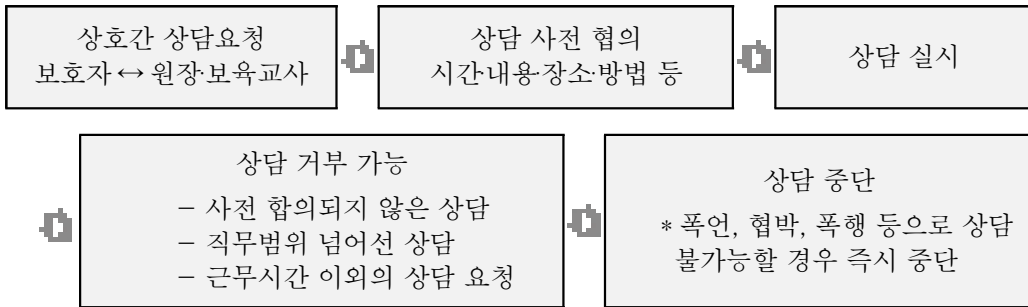 상호간 상담요청
보호자 ↔ 원장·보육교사
상담 사전 협의
시간·내용·장소·방법 등
상담 실시
상담 거부 가능
- 사전 합의되지 않은 상담
- 직무범위 넘어선 상담
- 근무시간 이외의 상담 요청
상담 중단
* 폭언, 협박, 폭행 등으로 상담
불가능할 경우 즉시 중단